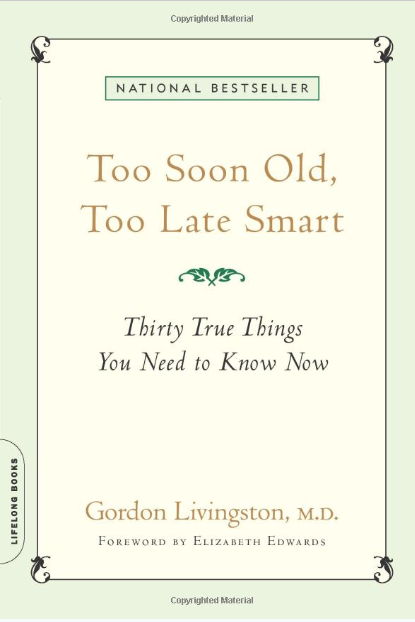 Copyrighted Material
NATIONAL BESTSELLER
Too Soon Old,
Too Late Smart
Thirty True Things
You Need to Know Now
LIFELONG BOOKS
Gordon Livingston, M.D.
FOREWORD BY ELIZABETH EDWARDS
Copyrighted Material